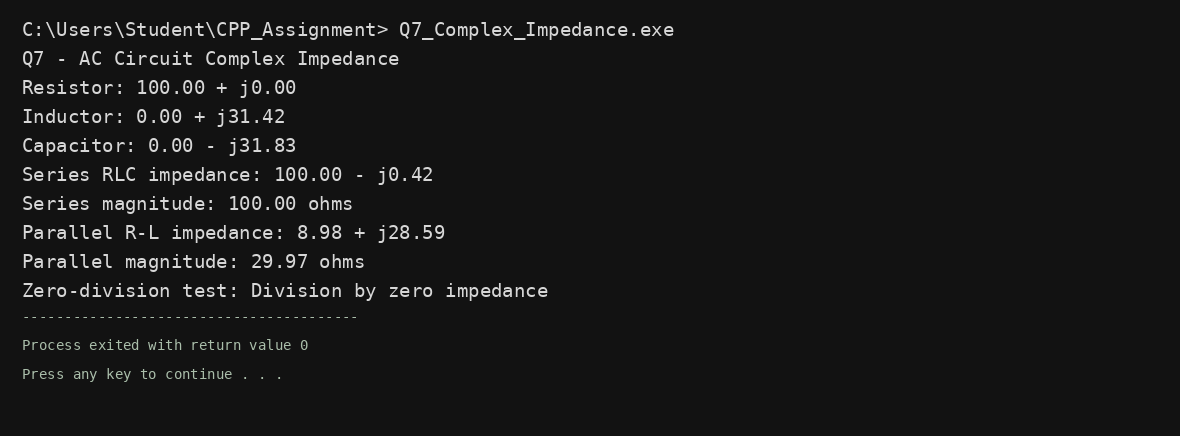 C:\Users\Student\CPP_Assignment> Q7_Complex_Impedance.exe
Q7 - AC Circuit Complex Impedance
Resistor: 100.00 + j0.00
Inductor: 0.00 + j31.42
Capacitor: 0.00 - j31.83
Series RLC impedance: 100.00 - j0.42
Series magnitude: 100.00 ohms
Parallel R-L impedance: 8.98 + j28.59
Parallel magnitude: 29.97 ohms
Zero-division test: Division by zero impedance
----------------------------------------
Process exited with return value 0
Press any key to continue . . .